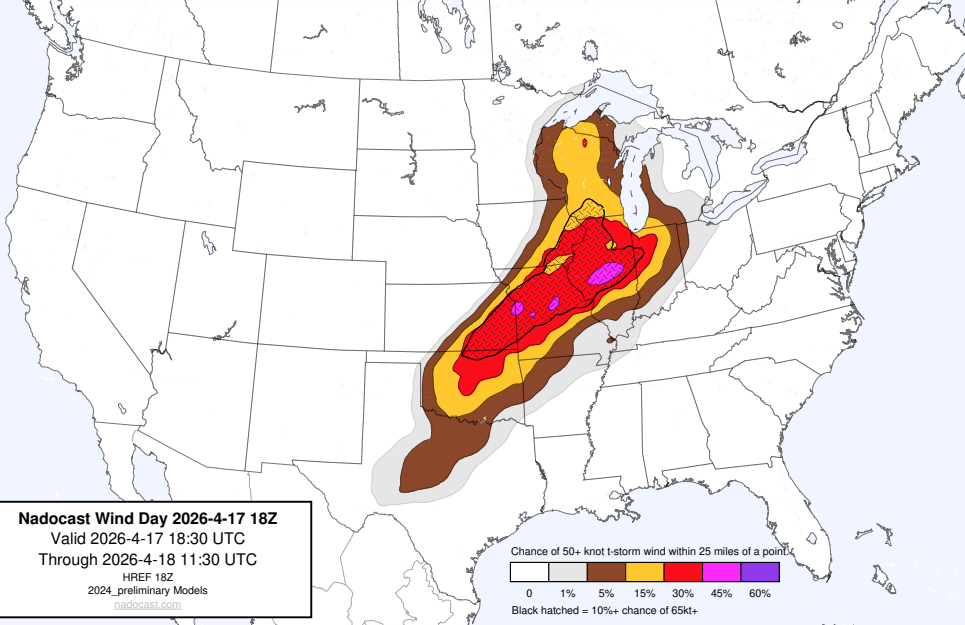 Nadocast Wind Day 2026-4-17 18Z
Valid 2026-4-17 18:30 UTC
Through 2026-4-18 11:30 UTC
HREF 18Z
2024_preliminary Models
nadocast.com
Chance of 50+ knot t-storm wind within 25 miles of a point.
0 1% 5% 15% 30% 45% 60%
Black hatched = 10%+ chance of 65kt+